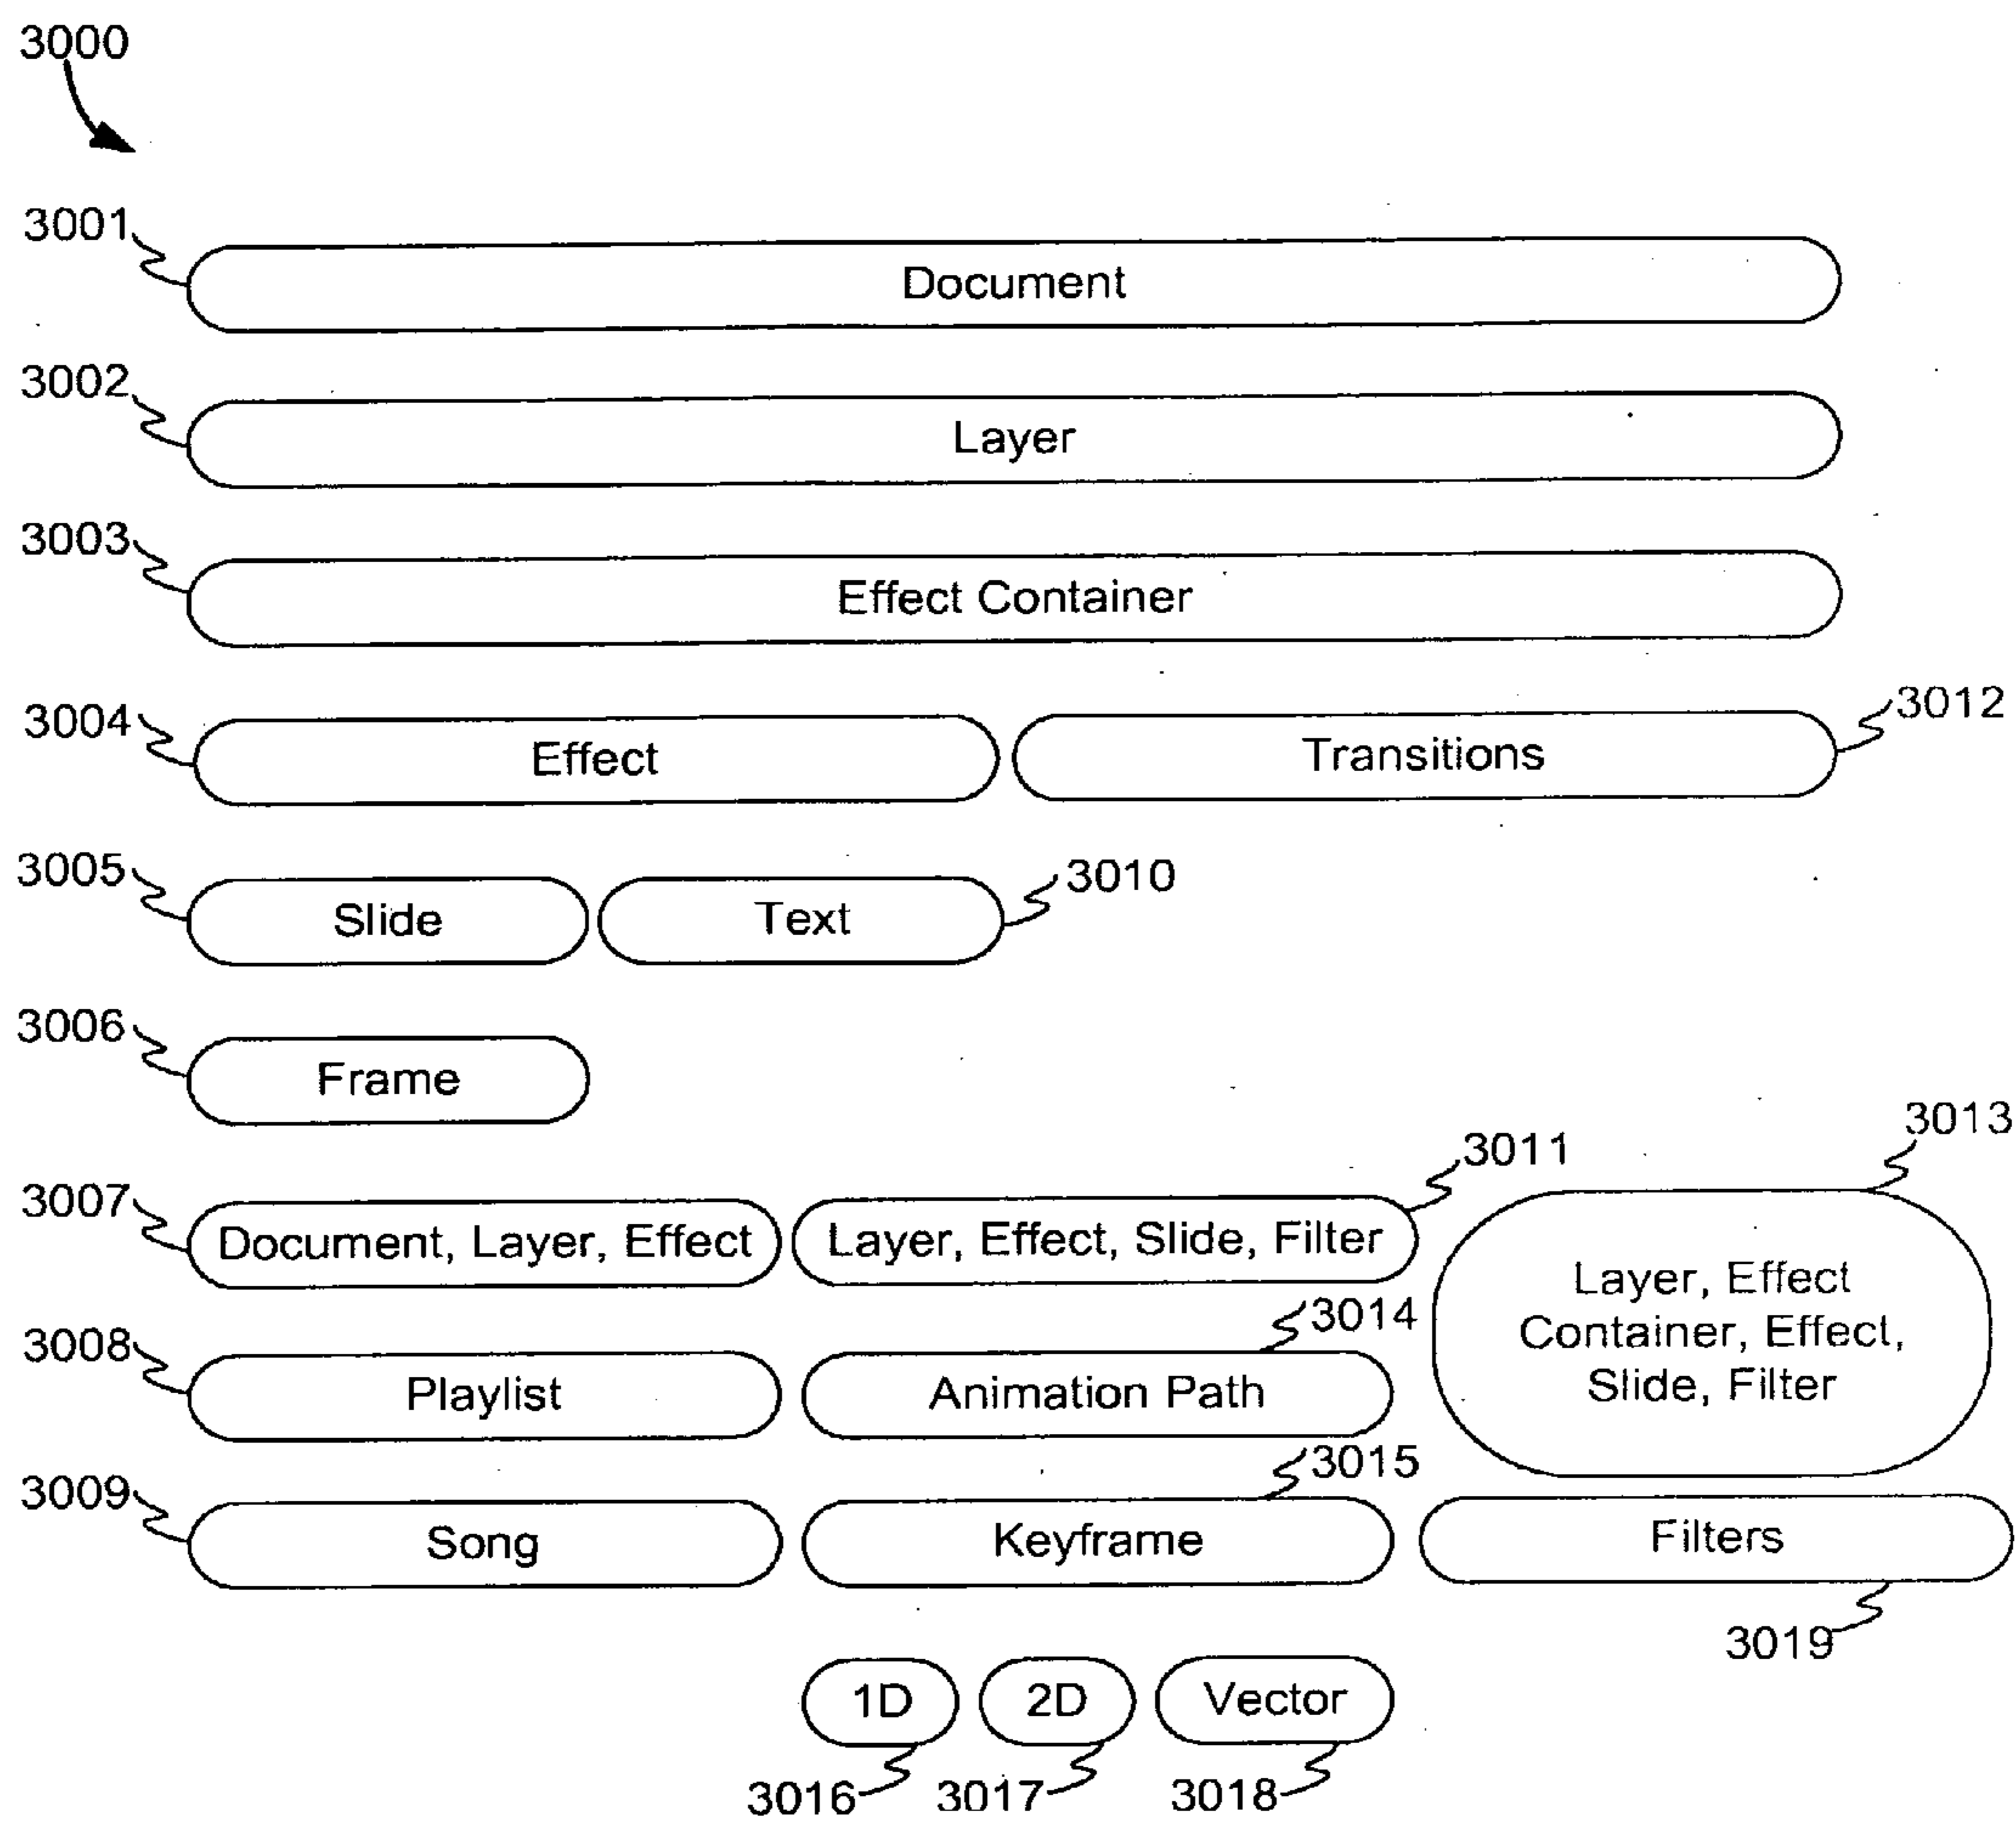 3000
3001
Document
3002
Layer
3003
Effect Container
3004
Effect
Transitions
3012
3005
Slide
Text
3010
3006
Frame
3007
Document, Layer, Effect
Layer, Effect, Slide, Filter
3011
3013
Layer, Effect
Container, Effect,
Slide, Filter
3008
Playlist
Animation Path
3014
3009
Song
Keyframe
3015
Filters
3019
1D
2D
Vector
3016
3017
3018